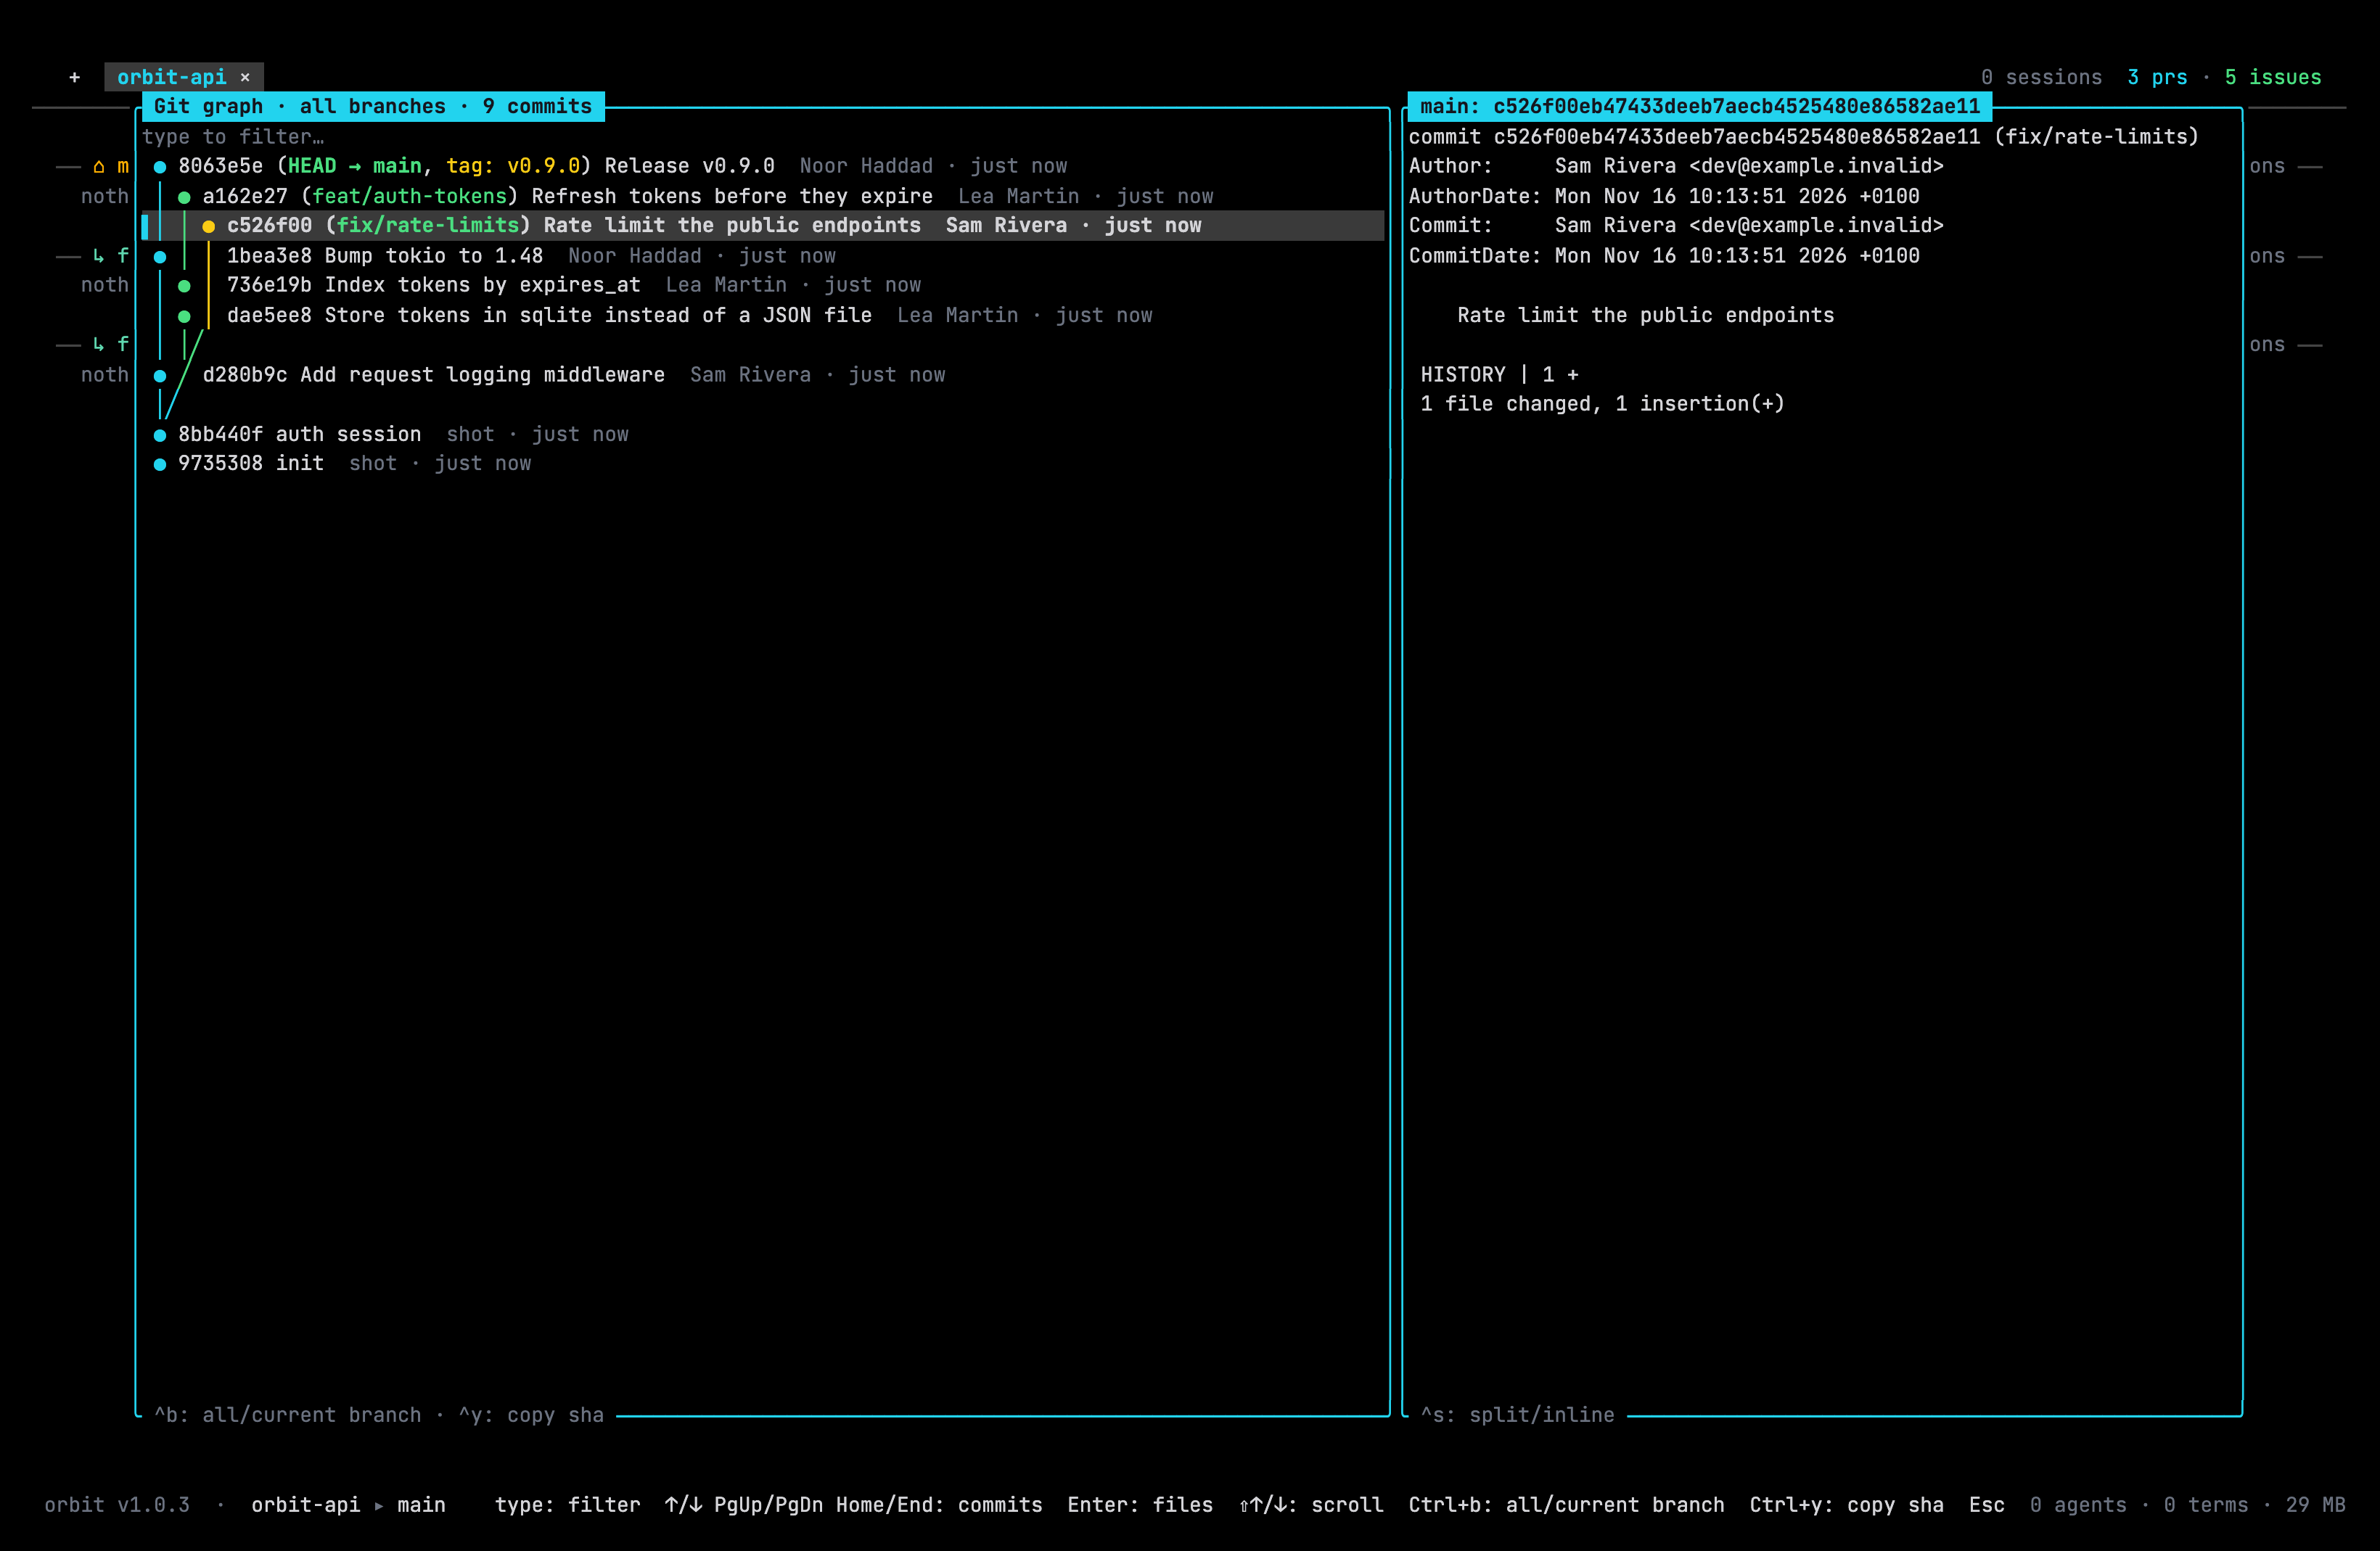 + orbit-api × 0 sessions 3 prs · 5 issues
Git graph · all branches · 9 commits
type to filter…
8063e5e (HEAD → main, tag: v0.9.0) Release v0.9.0 Noor Haddad · just now
a162e27 (feat/auth-tokens) Refresh tokens before they expire Lea Martin · just now
c526f00 (fix/rate-limits) Rate limit the public endpoints Sam Rivera · just now
1bea3e8 Bump tokio to 1.48 Noor Haddad · just now
736e19b Index tokens by expires_at Lea Martin · just now
dae5ee8 Store tokens in sqlite instead of a JSON file Lea Martin · just now
d280b9c Add request logging middleware Sam Rivera · just now
8bb440f auth session shot · just now
9735308 init shot · just now
^b: all/current branch · ^y: copy sha
main: c526f00eb47433deeb7aecb4525480e86582ae11
commit c526f00eb47433deeb7aecb4525480e86582ae11 (fix/rate-limits)
Author: Sam Rivera <dev@example.invalid>
AuthorDate: Mon Nov 16 10:13:51 2026 +0100
Commit: Sam Rivera <dev@example.invalid>
CommitDate: Mon Nov 16 10:13:51 2026 +0100
Rate limit the public endpoints
HISTORY | 1 +
1 file changed, 1 insertion(+)
^s: split/inline
⌂ m
noth
↳ f
noth
↳ f
noth
ons
ons
ons
orbit v1.0.3 · orbit-api ▸ main type: filter ↑/↓ PgUp/PgDn Home/End: commits Enter: files ⇧↑/↓: scroll Ctrl+b: all/current branch Ctrl+y: copy sha Esc 0 agents · 0 terms · 29 MB